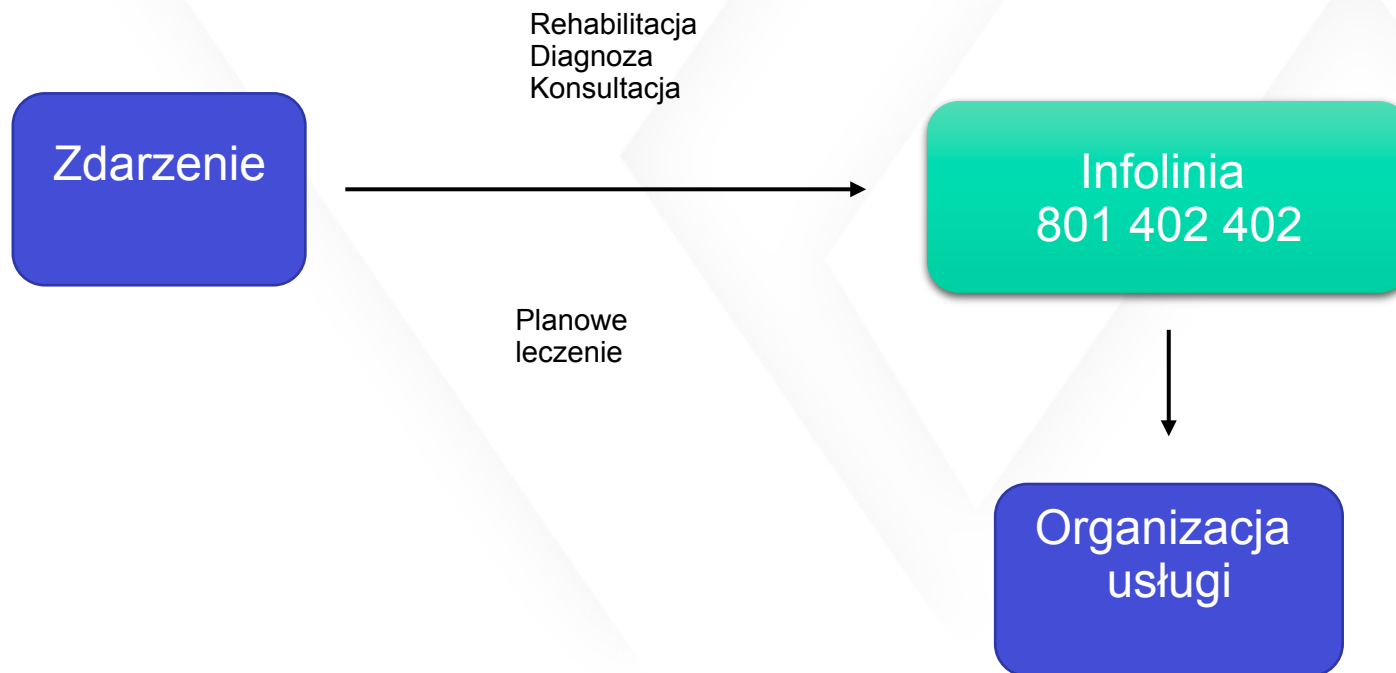 Rehabilitacja
Diagnoza
Konsultacja
Zdarzenie
Infolinia
801 402 402
Planowe
leczenie
Organizacja
usługi